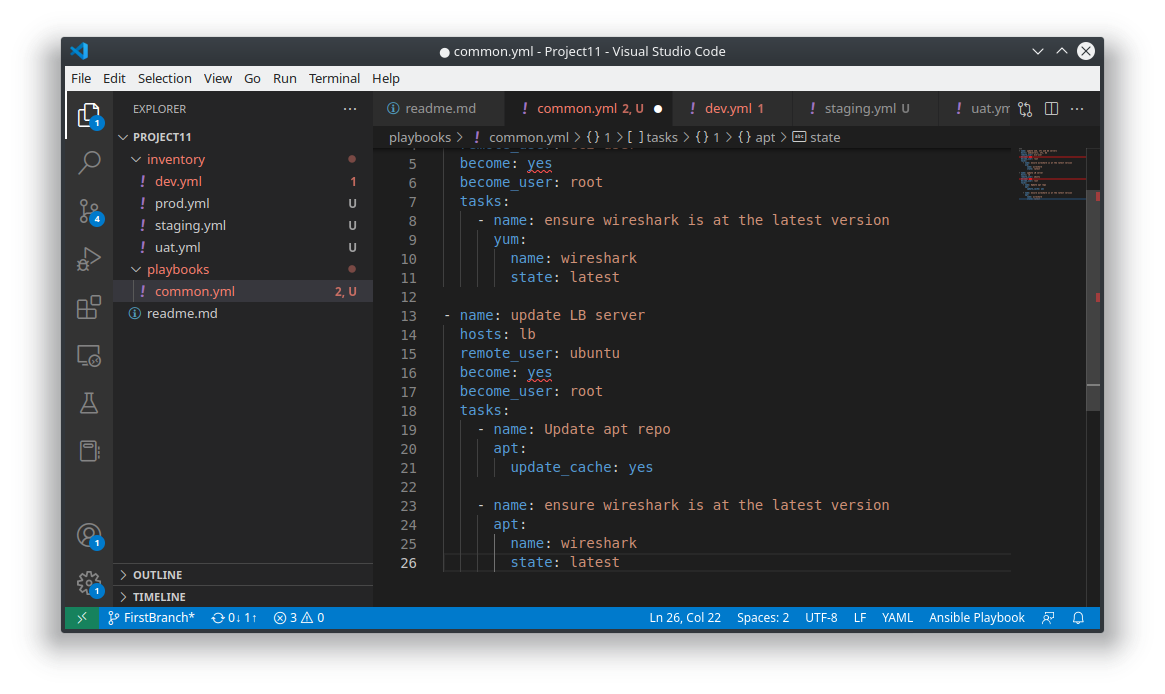 common.yml - Project11 - Visual Studio Code
File Edit Selection View Go Run Terminal Help
EXPLORER
readme.md
common.yml 2, U
dev.yml 1
staging.yml U
playbooks > common.yml > { } 1 > [ ] tasks > { } 1 > { } apt > abc state
PROJECT11
inventory
dev.yml 1
prod.yml U
staging.yml U
uat.yml U
playbooks
common.yml 2, U
readme.md
OUTLINE
TIMELINE
1
4
1
1
5 become: yes
6 become_user: root
7 tasks:
8 - name: ensure wireshark is at the latest version
9 yum:
10 name: wireshark
11 state: latest
12
13 - name: update LB server
14 hosts: lb
15 remote_user: ubuntu
16 become: yes
17 become_user: root
18 tasks:
19 - name: Update apt repo
20 apt:
21 update_cache: yes
22
23 - name: ensure wireshark is at the latest version
24 apt:
25 name: wireshark
26 state: latest
FirstBranch* 0↓ 1↑ 3 0 Ln 26, Col 22 Spaces: 2 UTF-8 LF YAML Ansible Playbook